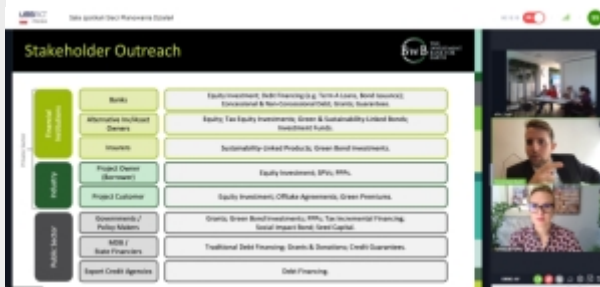 Stakeholder Outreach
BwB
Financial Institutions
Banks
Equity Investment; Debt Financing (e.g. Term A Loans, Bond Issuance);
Concessional & Non-Concessional Debt; Grants; Guarantees.
Alternative Inv/Asset
Owners
Equity; Tax Equity Investments; Green & Sustainability-Linked Bonds;
Investment Funds.
Insurers
Sustainability-Linked Products; Green Bond Investments.
Industry
Project Owner
(Borrower)
Equity Investment; SPVs; PPPs.
Project Customer
Equity Investment; Offtake Agreements; Green Premiums.
Public Sector
Governments /
Policy Makers
Grants; Green Bond Investments; PPPs; Tax Incremental Financing;
Social Impact Bond; Seed Capital.
MDB /
Traditional Debt Financing; Grants & Donations; Credit Guarantees.
Export Credit Agencies
Debt Financing.